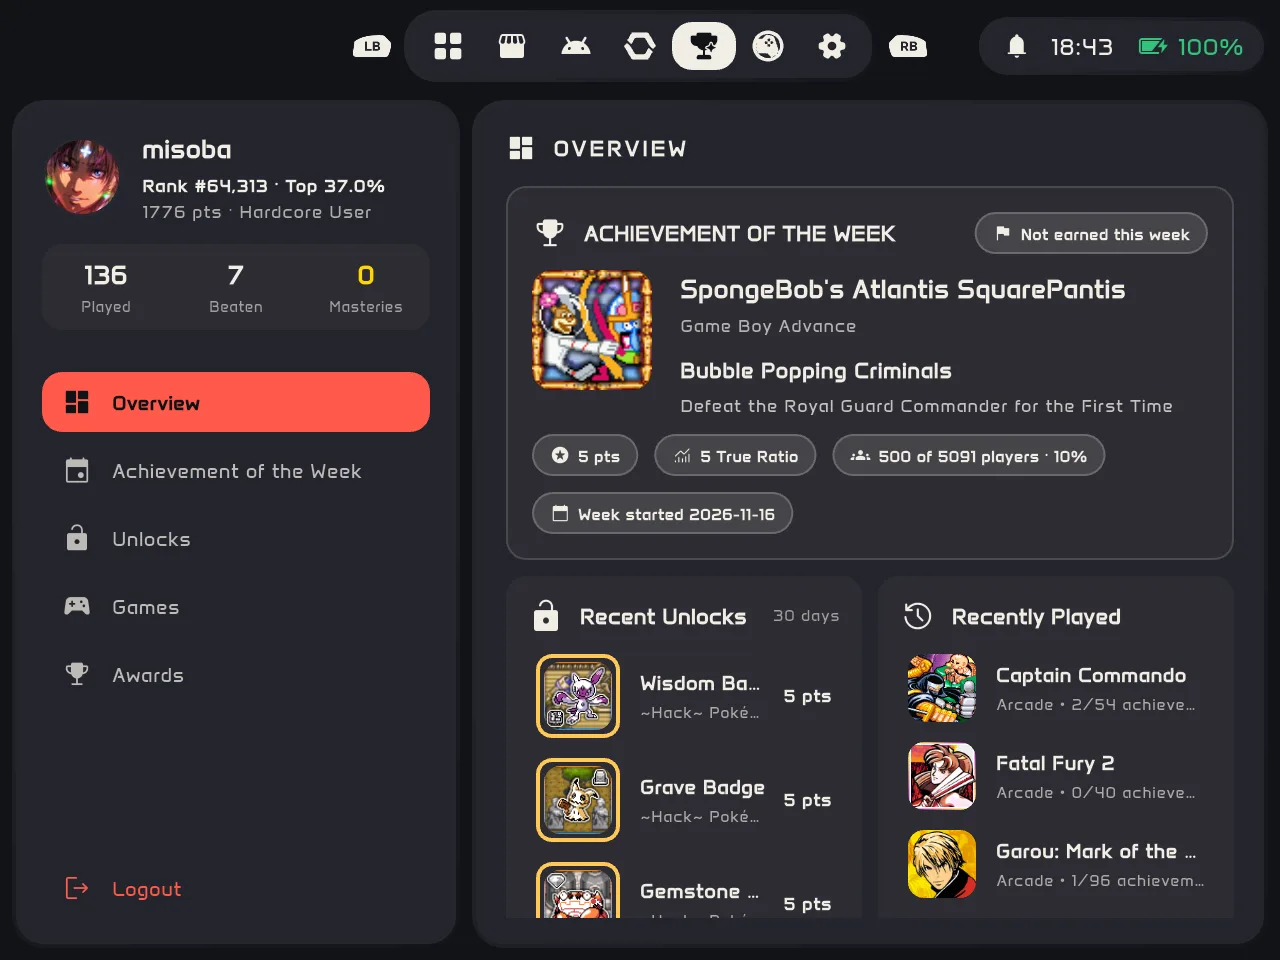 LB
RB
18:43
100%
misoba
Rank #64,313 · Top 37.0%
1776 pts · Hardcore User
136
Played
7
Beaten
0
Masteries
Overview
Achievement of the Week
Unlocks
Games
Awards
Logout
OVERVIEW
ACHIEVEMENT OF THE WEEK
Not earned this week
SpongeBob's Atlantis SquarePantis
Game Boy Advance
Bubble Popping Criminals
Defeat the Royal Guard Commander for the First Time
5 pts
5 True Ratio
500 of 5091 players · 10%
Week started 2026-11-16
Recent Unlocks
30 days
Wisdom Ba...
~Hack~ Poké...
5 pts
Grave Badge
~Hack~ Poké...
5 pts
Gemstone ...
5 pts
Recently Played
Captain Commando
Arcade • 2/54 achieve...
Fatal Fury 2
Arcade • 0/40 achieve...
Garou: Mark of the ...
Arcade • 1/96 achievem...